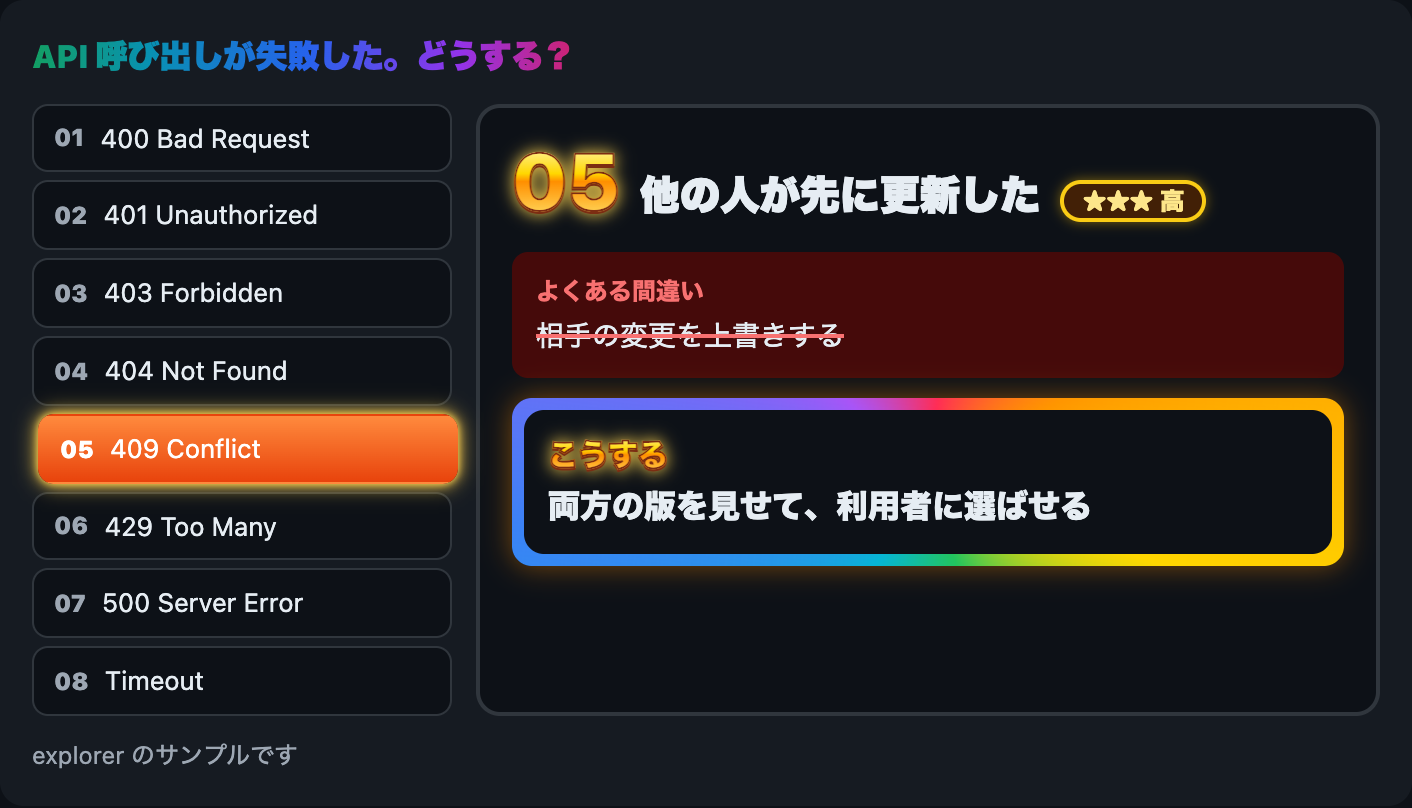 API 呼び出しが失敗した。どうする？
01 400 Bad Request
02 401 Unauthorized
03 403 Forbidden
04 404 Not Found
05 409 Conflict
06 429 Too Many
07 500 Server Error
08 Timeout
05 他の人が先に更新した ★★★ 高
よくある間違い
相手の変更を上書きする
こうする
両方の版を見せて、利用者に選ばせる
explorer のサンプルです